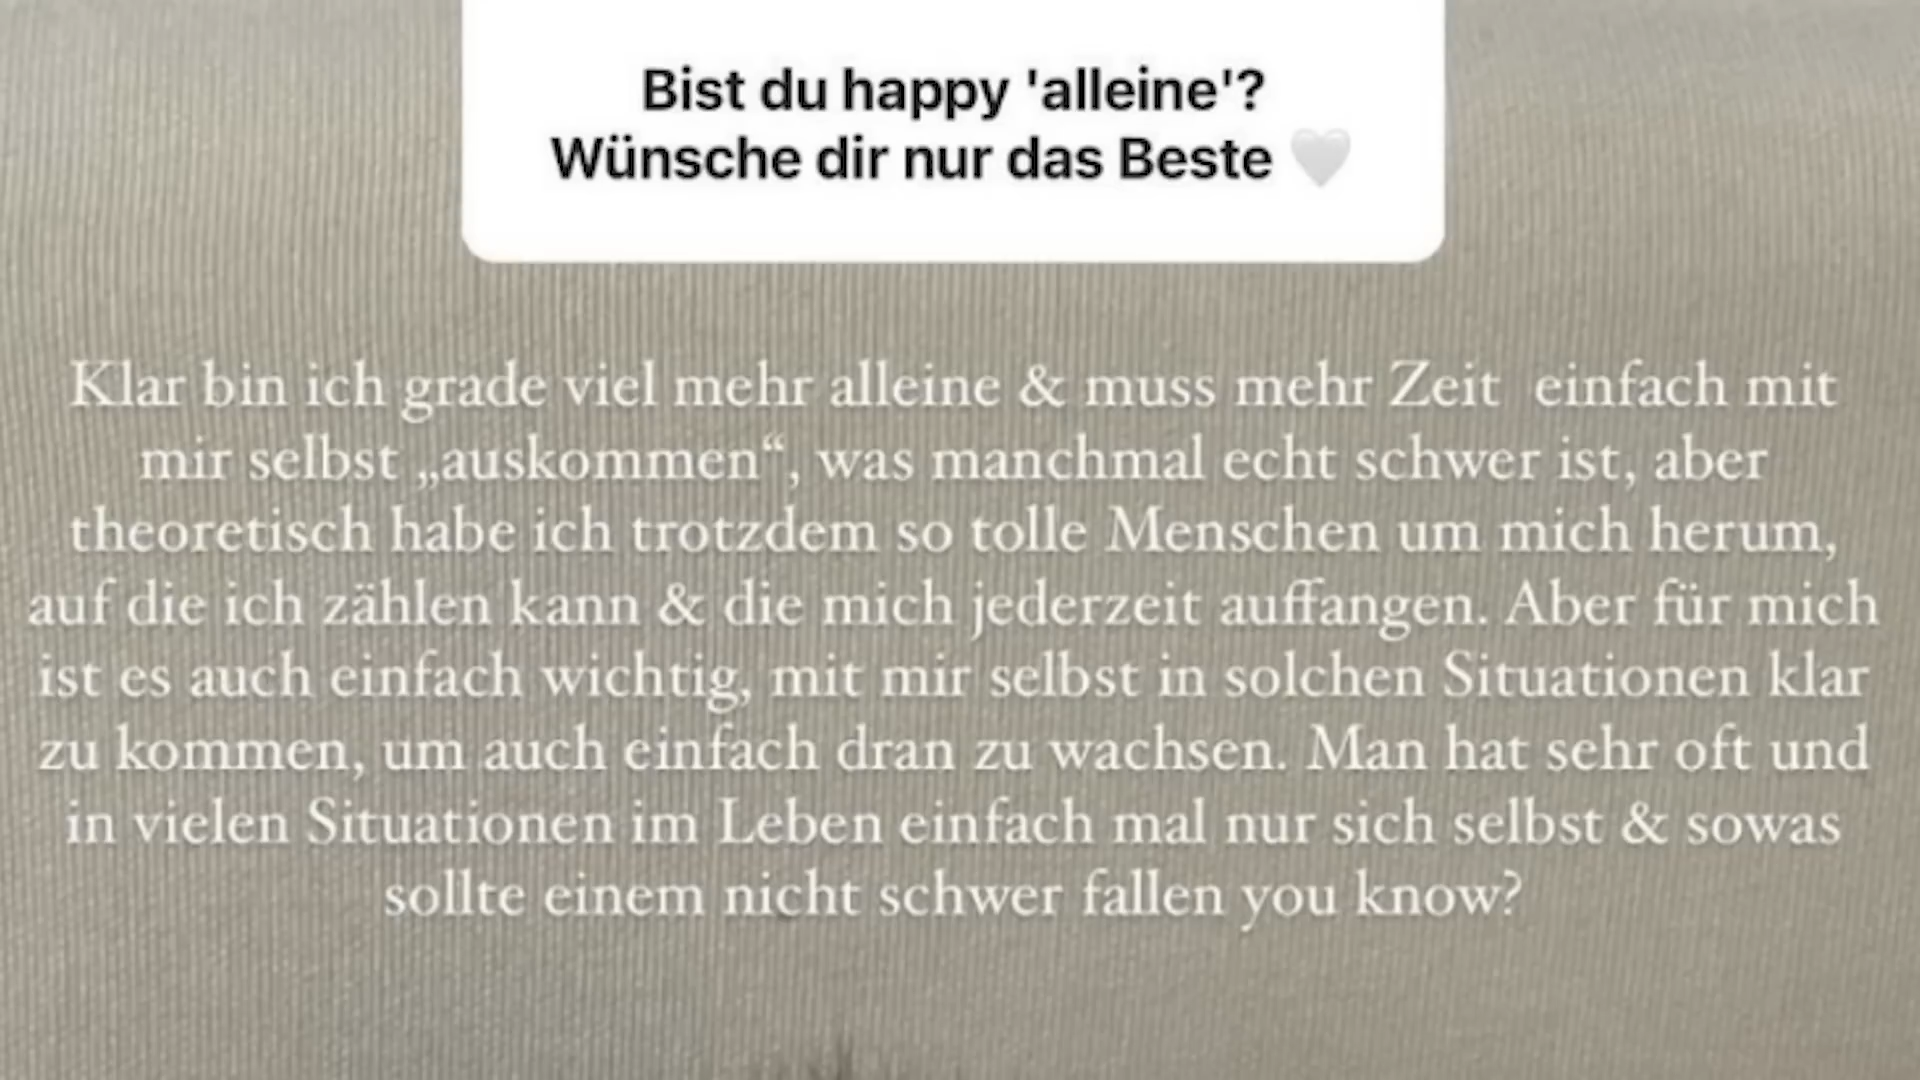 Bist du happy 'alleine'?
Wünsche dir nur das Beste 🤍
Klar bin ich grade viel mehr alleine & muss mehr Zeit  einfach mit
mir selbst „auskommen“, was manchmal echt schwer ist, aber
theoretisch habe ich trotzdem so tolle Menschen um mich herum,
auf die ich zählen kann & die mich jederzeit auffangen. Aber für mich
ist es auch einfach wichtig, mit mir selbst in solchen Situationen klar
zu kommen, um auch einfach dran zu wachsen. Man hat sehr oft und
in vielen Situationen im Leben einfach mal nur sich selbst & sowas
sollte einem nicht schwer fallen you know?